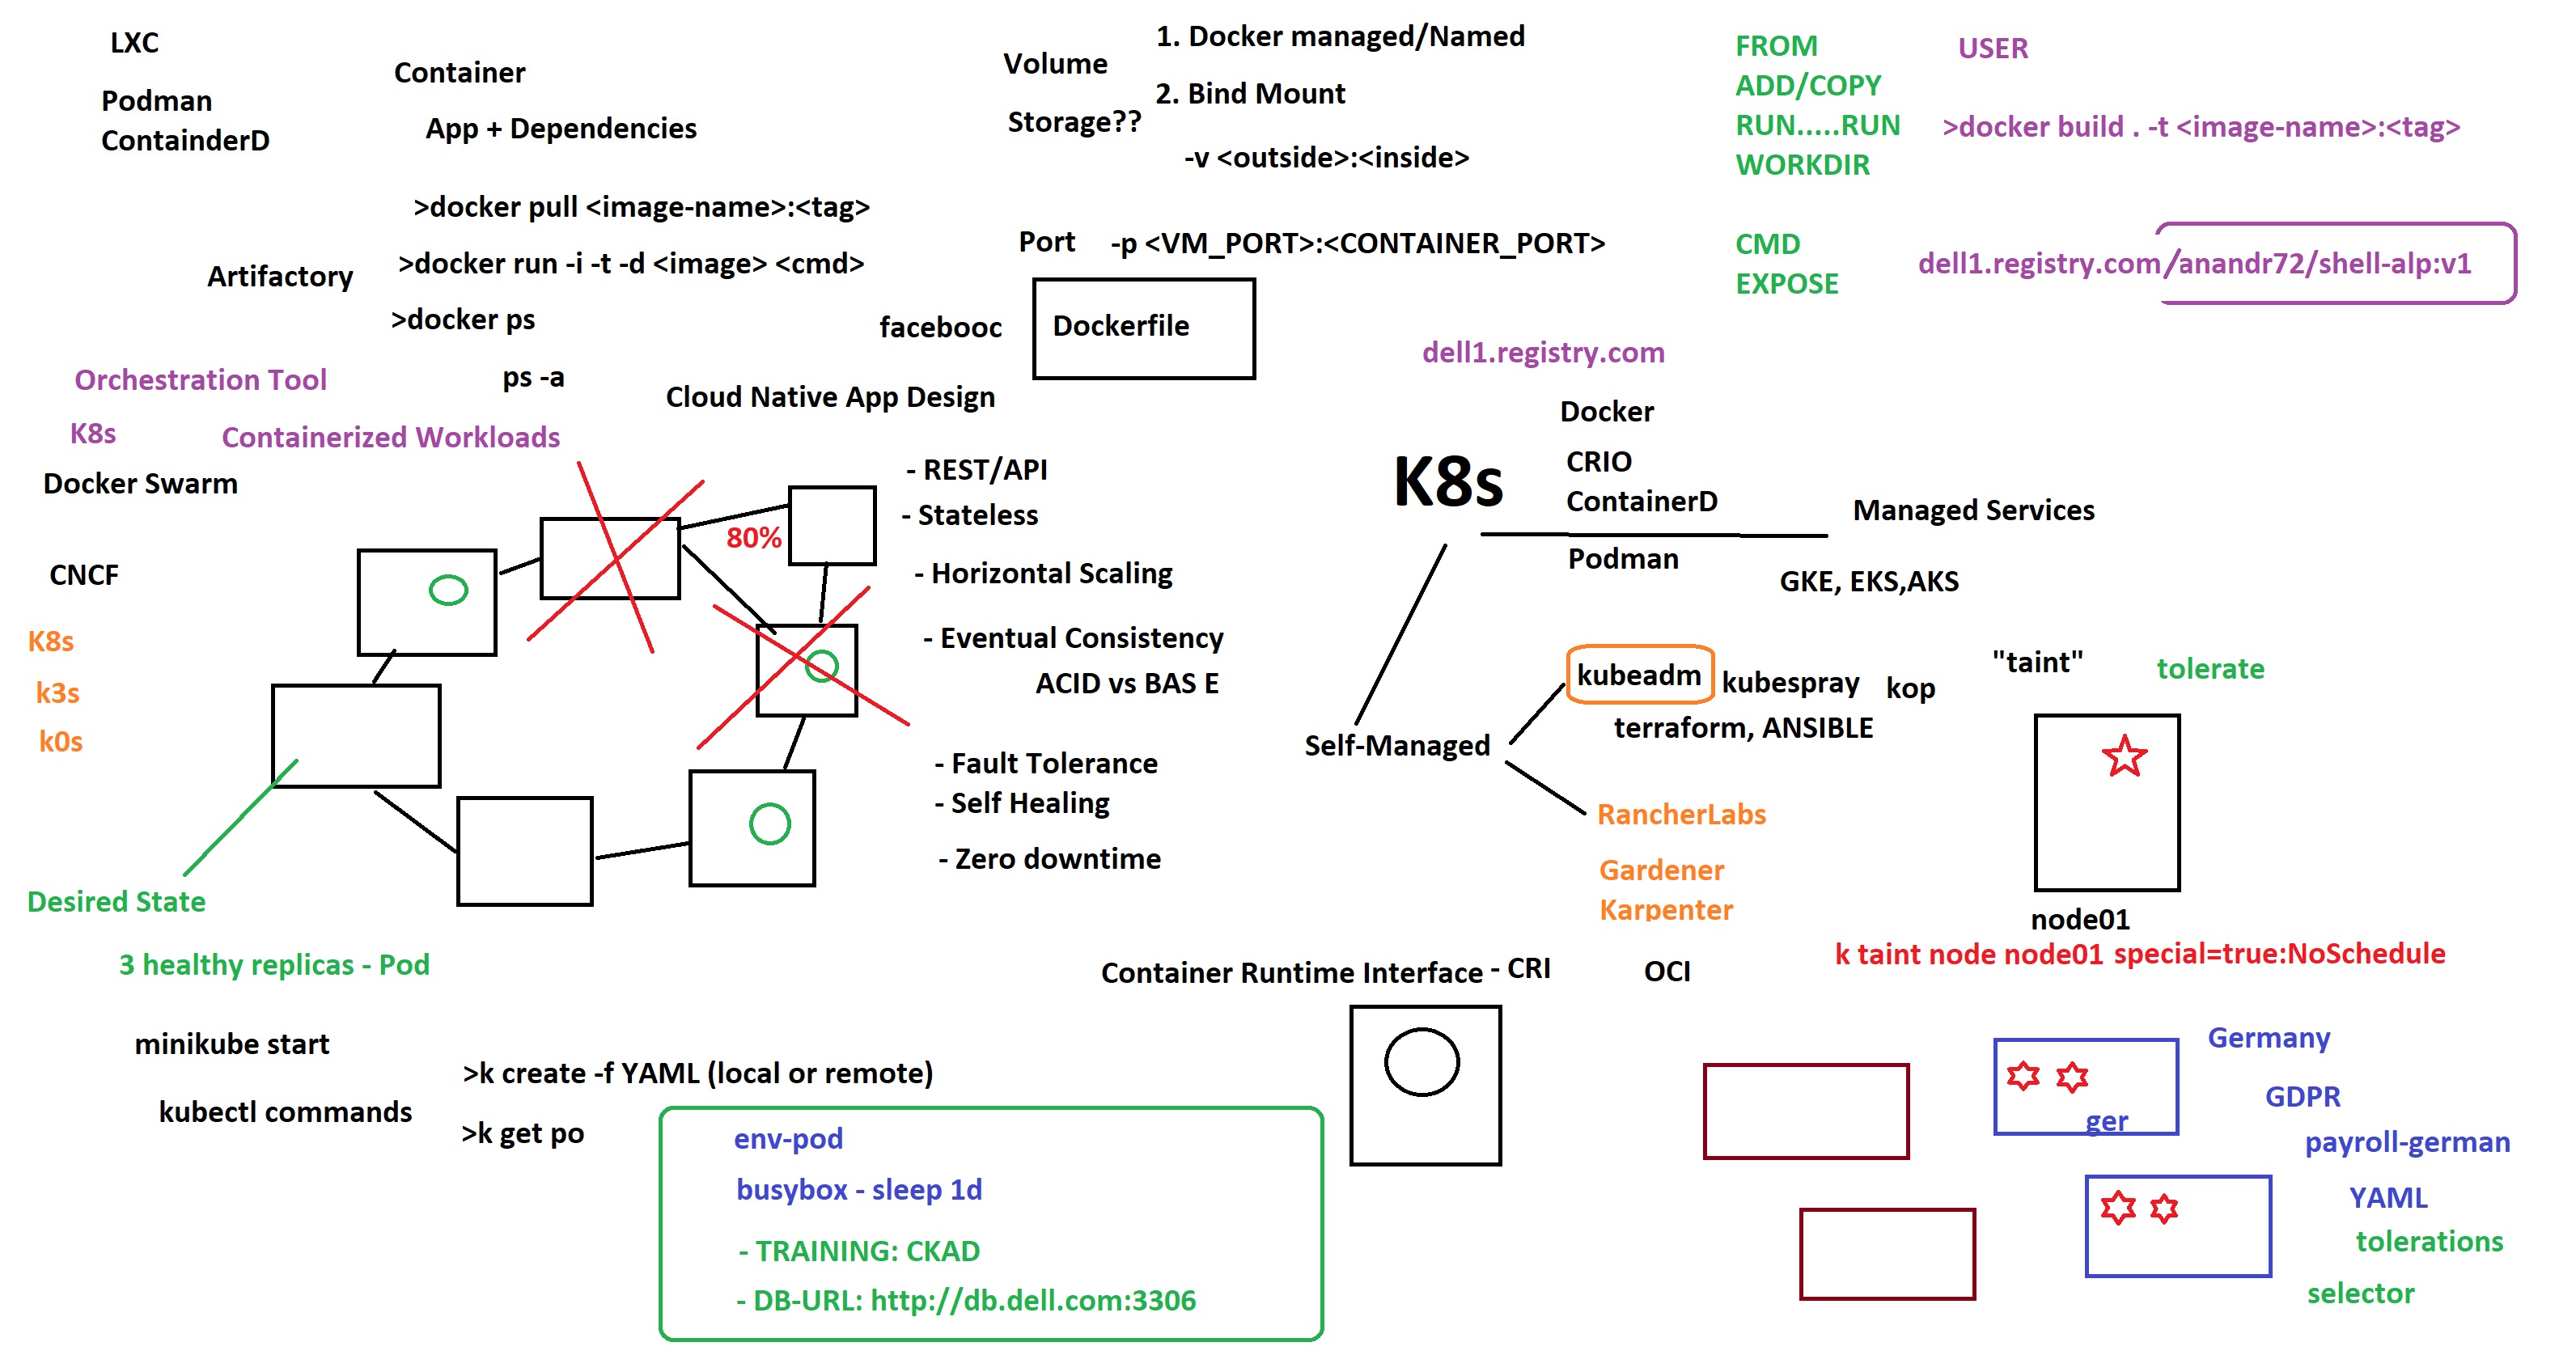 LXC
Podman
ContainderD
Container
App + Dependencies
>docker pull <image-name>:<tag>
>docker run -i -t -d <image> <cmd>
Artifactory
>docker ps
ps -a
Volume
Storage??
1. Docker managed/Named
2. Bind Mount
-v <outside>:<inside>
Port -p <VM_PORT>:<CONTAINER_PORT>
facebooc
Dockerfile
FROM
ADD/COPY
RUN.....RUN
WORKDIR
CMD
EXPOSE
USER
>docker build . -t <image-name>:<tag>
dell1.registry.com/anandr72/shell-alp:v1
dell1.registry.com
Orchestration Tool
K8s
Containerized Workloads
Docker Swarm
CNCF
K8s
k3s
k0s
80%
Desired State
3 healthy replicas - Pod
Cloud Native App Design
- REST/API
- Stateless
- Horizontal Scaling
- Eventual Consistency
ACID vs BAS E
- Fault Tolerance
- Self Healing
- Zero downtime
K8s
Docker
CRIO
ContainerD
Podman
Managed Services
GKE, EKS,AKS
Self-Managed
kubeadm
kubespray
kop
terraform, ANSIBLE
RancherLabs
Gardener
Karpenter
"taint"
tolerate
node01
k taint node node01 special=true:NoSchedule
Container Runtime Interface - CRI
OCI
minikube start
kubectl commands
>k create -f YAML (local or remote)
>k get po
env-pod
busybox - sleep 1d
- TRAINING: CKAD
- DB-URL: http://db.dell.com:3306
Germany
ger
GDPR
payroll-german
YAML
tolerations
selector